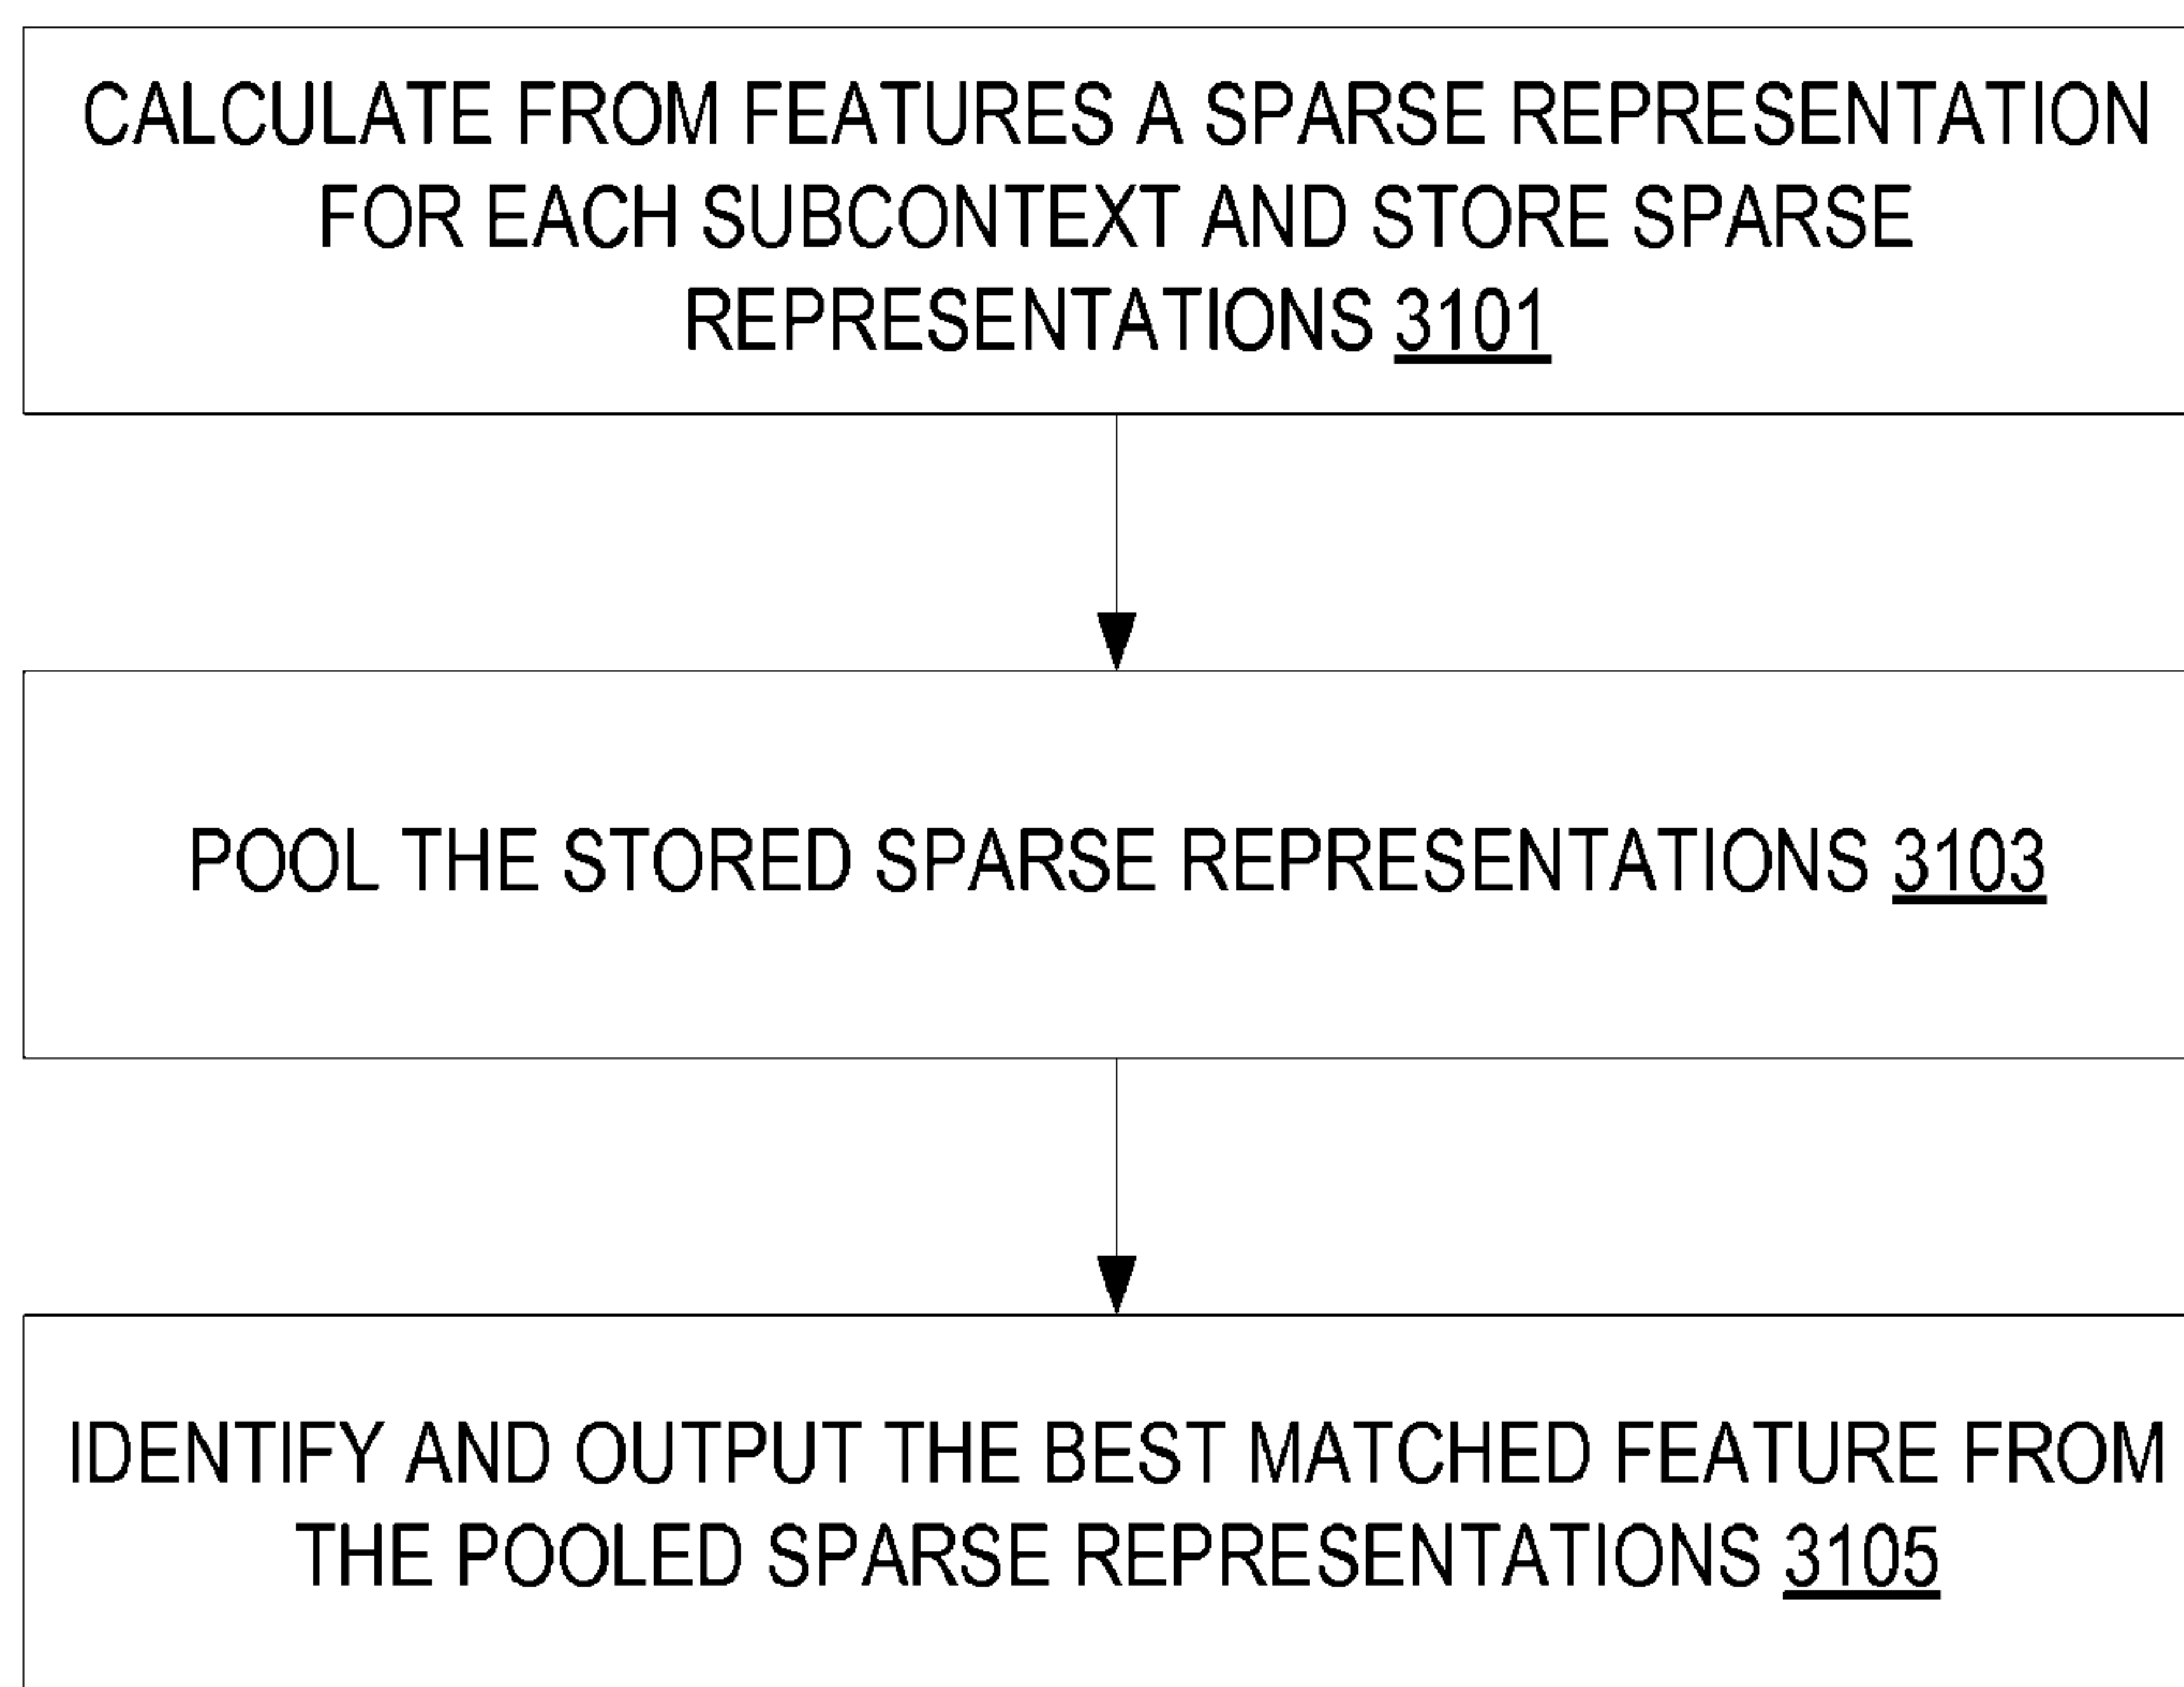 CALCULATE FROM FEATURES A SPARSE REPRESENTATION
FOR EACH SUBCONTEXT AND STORE SPARSE
REPRESENTATIONS 3101
POOL THE STORED SPARSE REPRESENTATIONS 3103
IDENTIFY AND OUTPUT THE BEST MATCHED FEATURE FROM
THE POOLED SPARSE REPRESENTATIONS 3105